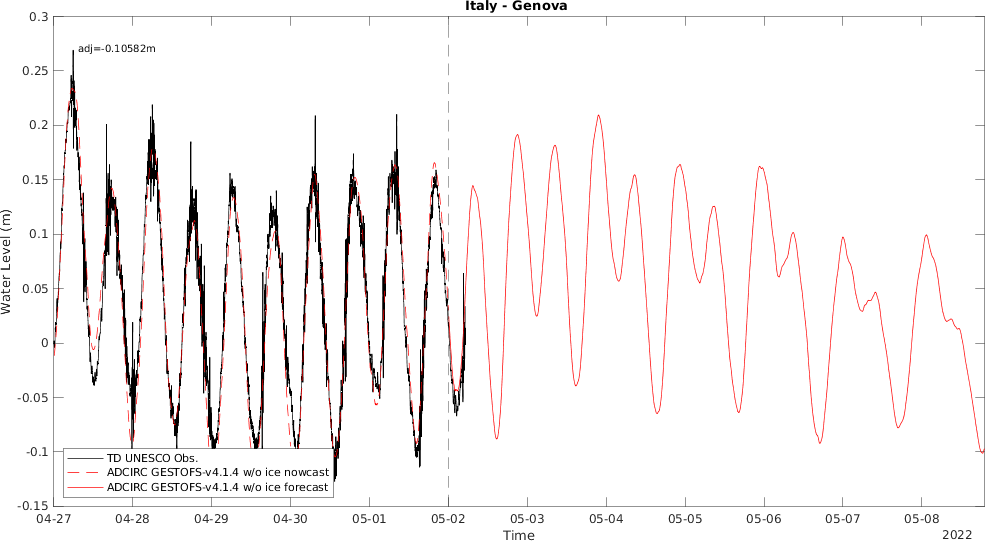 Italy - Genova
0.3
0.25
0.2
0.15
0.1
0.05
0
-0.05
-0.1
-0.15
Water Level (m)
adj=-0.10582m
TD UNESCO Obs.
ADCIRC GESTOFS-v4.1.4 w/o ice nowcast
ADCIRC GESTOFS-v4.1.4 w/o ice forecast
04-27 04-28 04-29 04-30 05-01 05-02 05-03 05-04 05-05 05-06 05-07 05-08
Time
2022